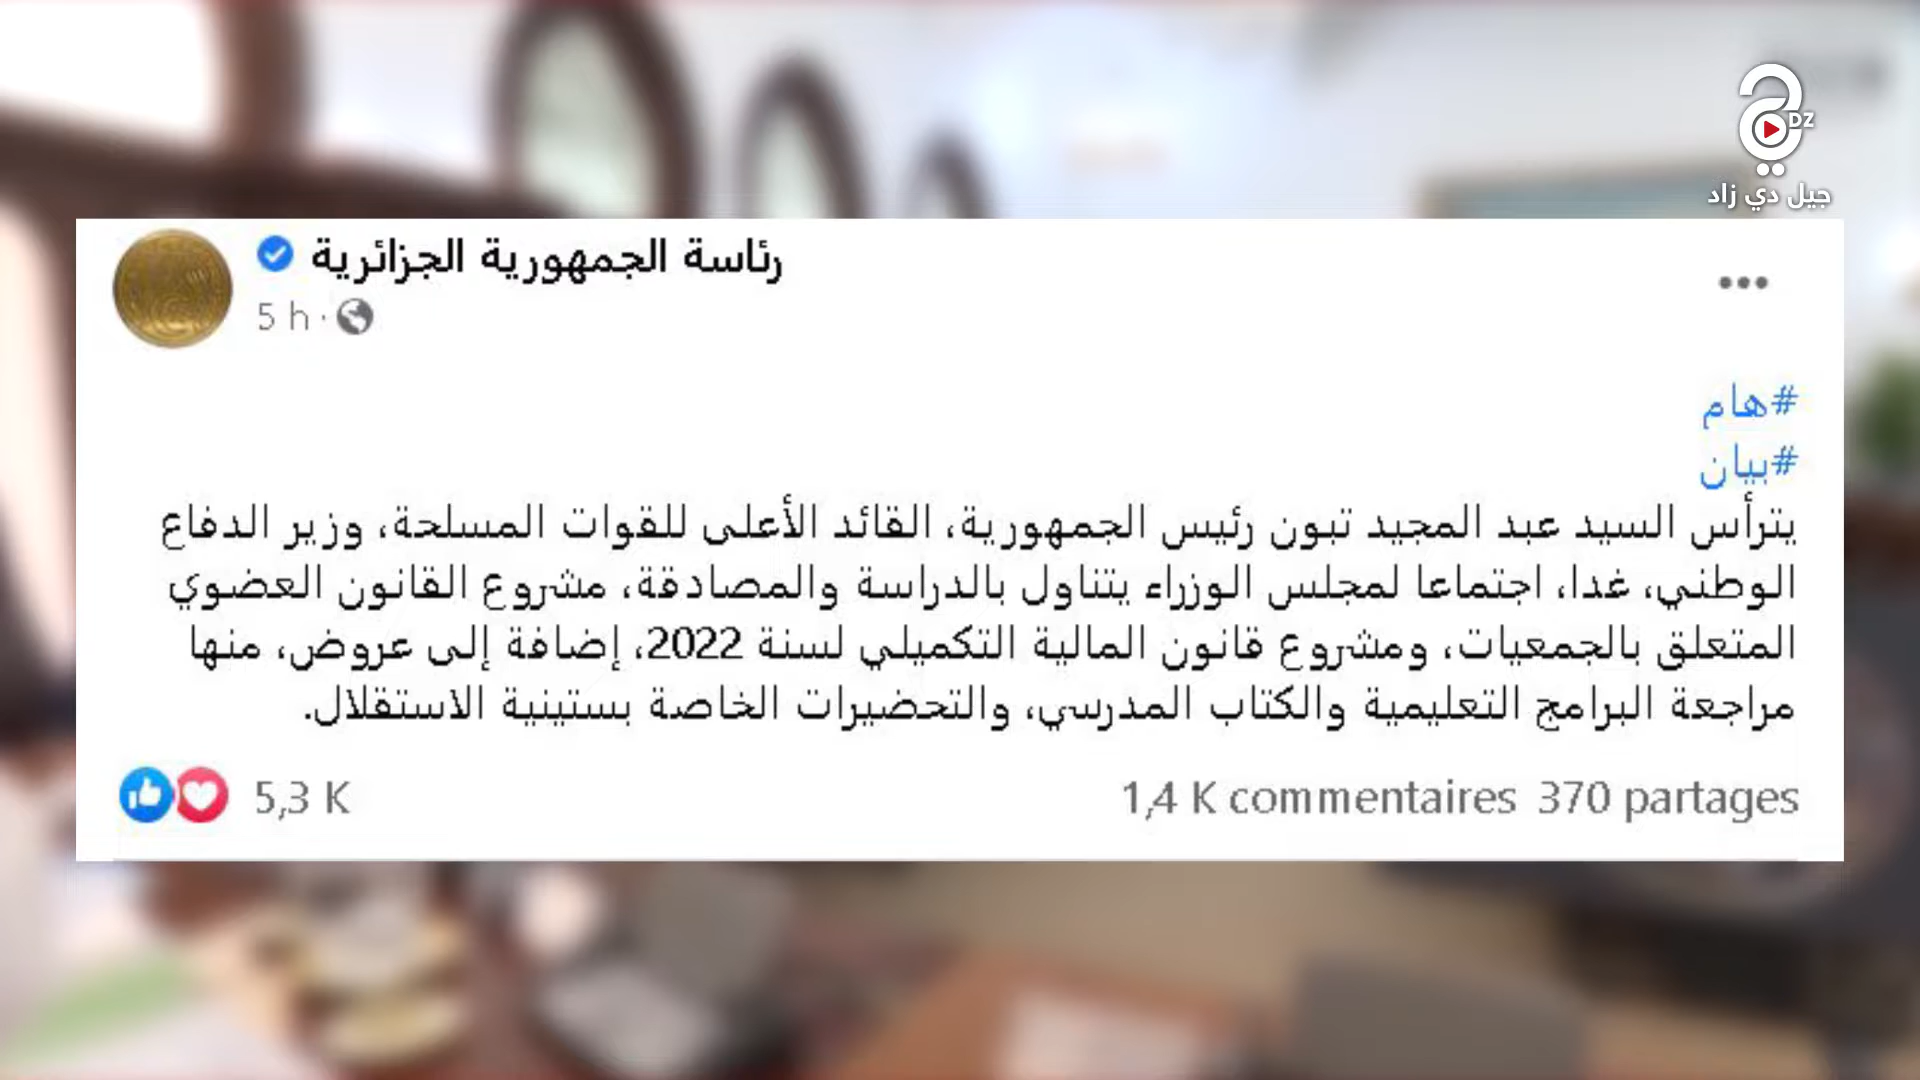 DZ
جيل دي زاد
رئاسة الجمهورية الجزائرية
5 h ·
#هام
#بيان
يترأس السيد عبد المجيد تبون رئيس الجمهورية، القائد الأعلى للقوات المسلحة، وزير الدفاع
الوطني، غدا، اجتماعا لمجلس الوزراء يتناول بالدراسة والمصادقة، مشروع القانون العضوي
المتعلق بالجمعيات، ومشروع قانون المالية التكميلي لسنة 2022، إضافة إلى عروض، منها
مراجعة البرامج التعليمية والكتاب المدرسي، والتحضيرات الخاصة بستينية الاستقلال.
5,3 K 1,4 K commentaires 370 partages